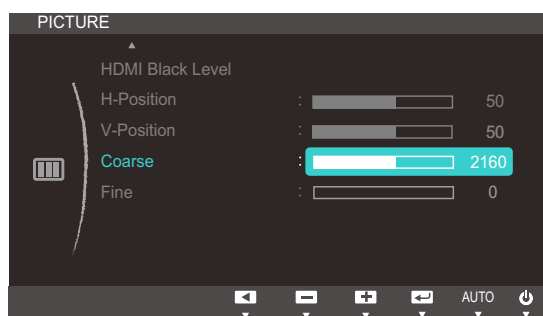 PICTURE
HDMI Black Level
H-Position : 50
V-Position : 50
Coarse : 2160
Fine : 0
AUTO